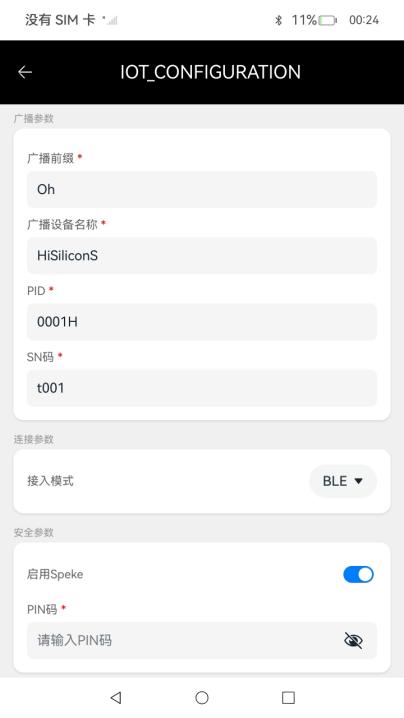 没有 SIM 卡
11%
00:24
IOT_CONFIGURATION
广播参数
广播前缀 *
Oh
广播设备名称 *
HiSiliconS
PID *
0001H
SN码 *
t001
连接参数
接入模式
BLE
安全参数
启用Speke
PIN码 *
请输入PIN码